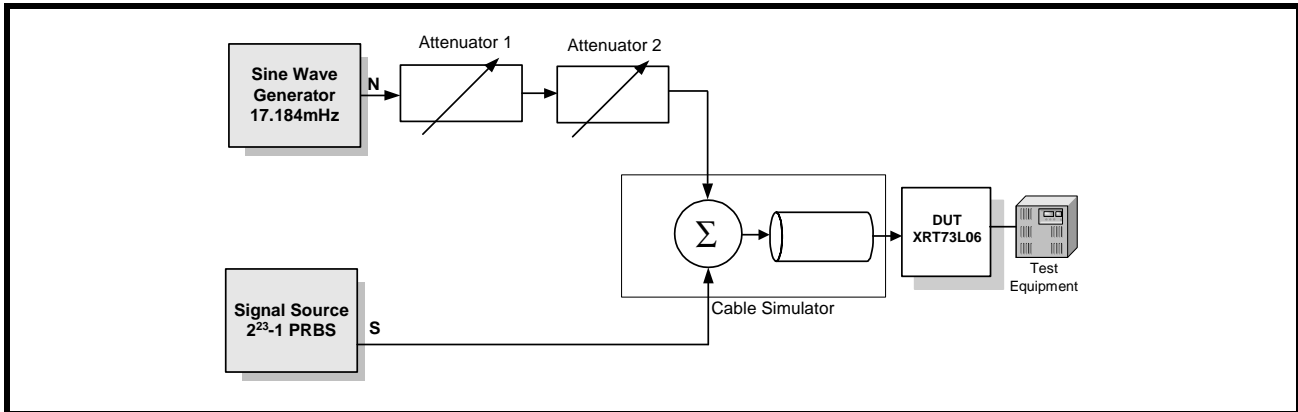 Attenuator 1
Attenuator 2
Sine Wave
Generator
17.184mHz
N
Σ
DUT
XRT73L06
Test
Equipment
Cable Simulator
Signal Source
2²³-1 PRBS
S